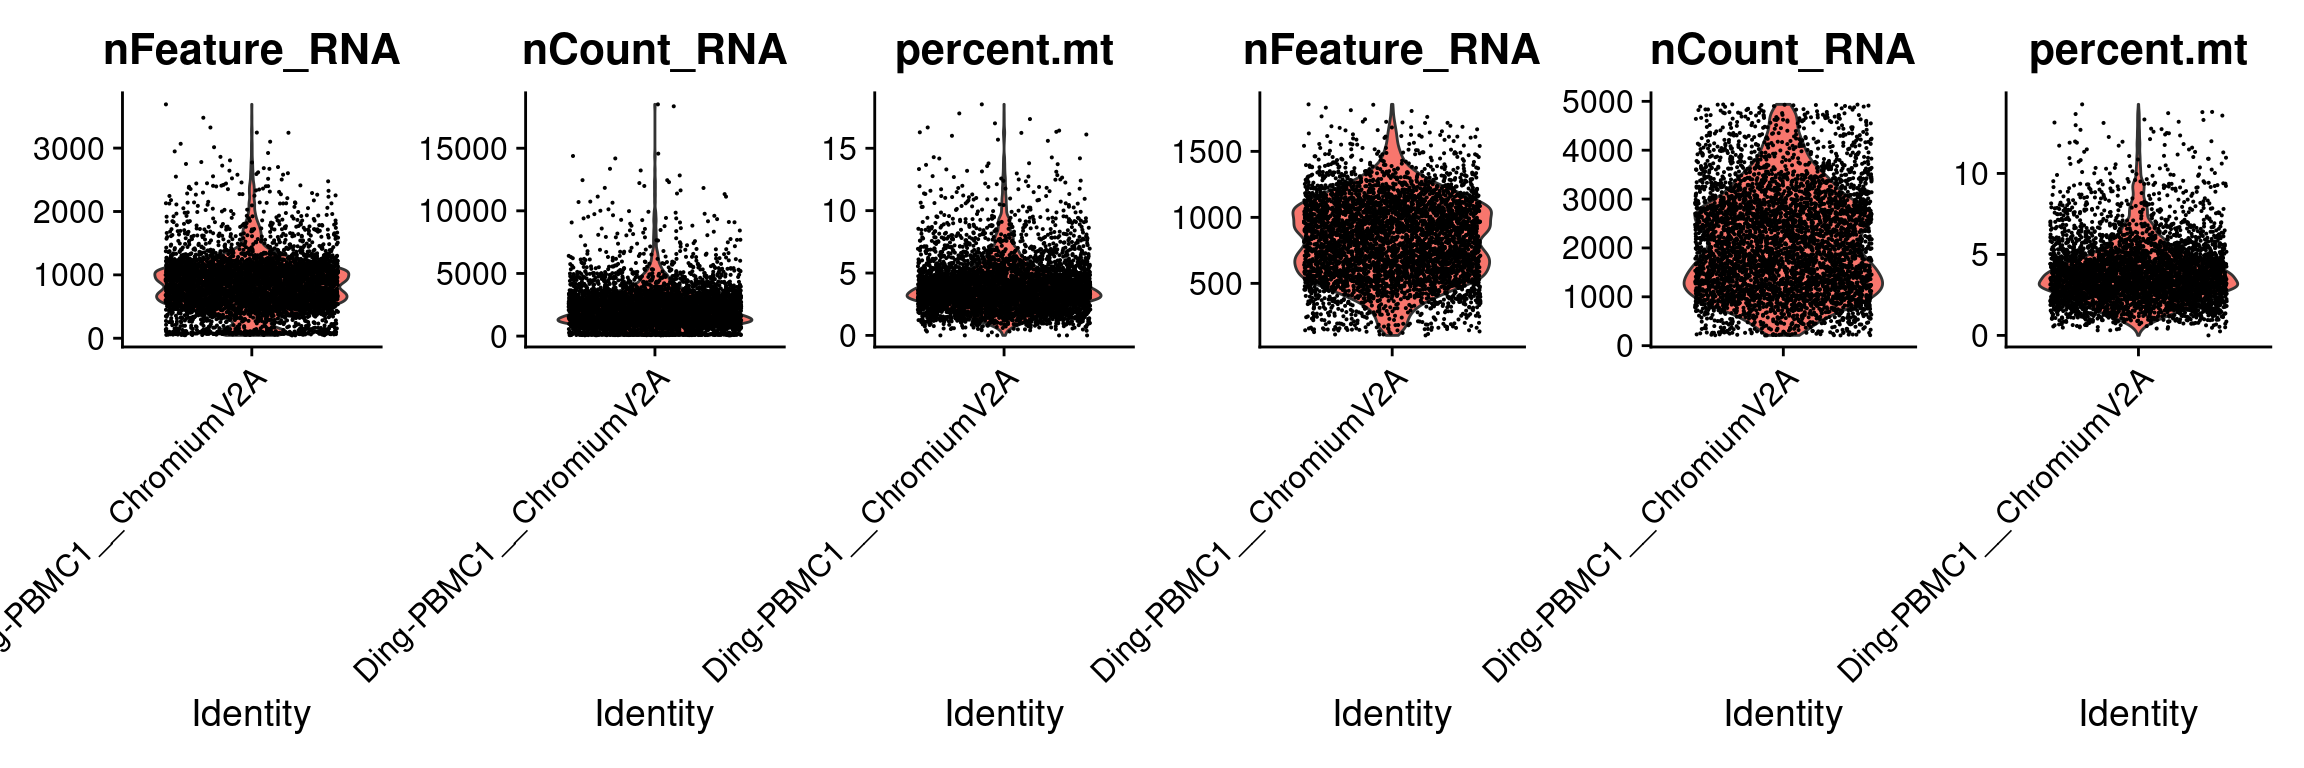 nFeature_RNA
3000
2000
1000
0
g-PBMC1__ChromiumV2A
Identity
nCount_RNA
15000
10000
5000
0
Ding-PBMC1__ChromiumV2A
Identity
percent.mt
15
10
5
0
Ding-PBMC1__ChromiumV2A
Identity
nFeature_RNA
1500
1000
500
Ding-PBMC1__ChromiumV2A
Identity
nCount_RNA
5000
4000
3000
2000
1000
0
Ding-PBMC1__ChromiumV2A
Identity
percent.mt
10
5
0
Ding-PBMC1__ChromiumV2A
Identity